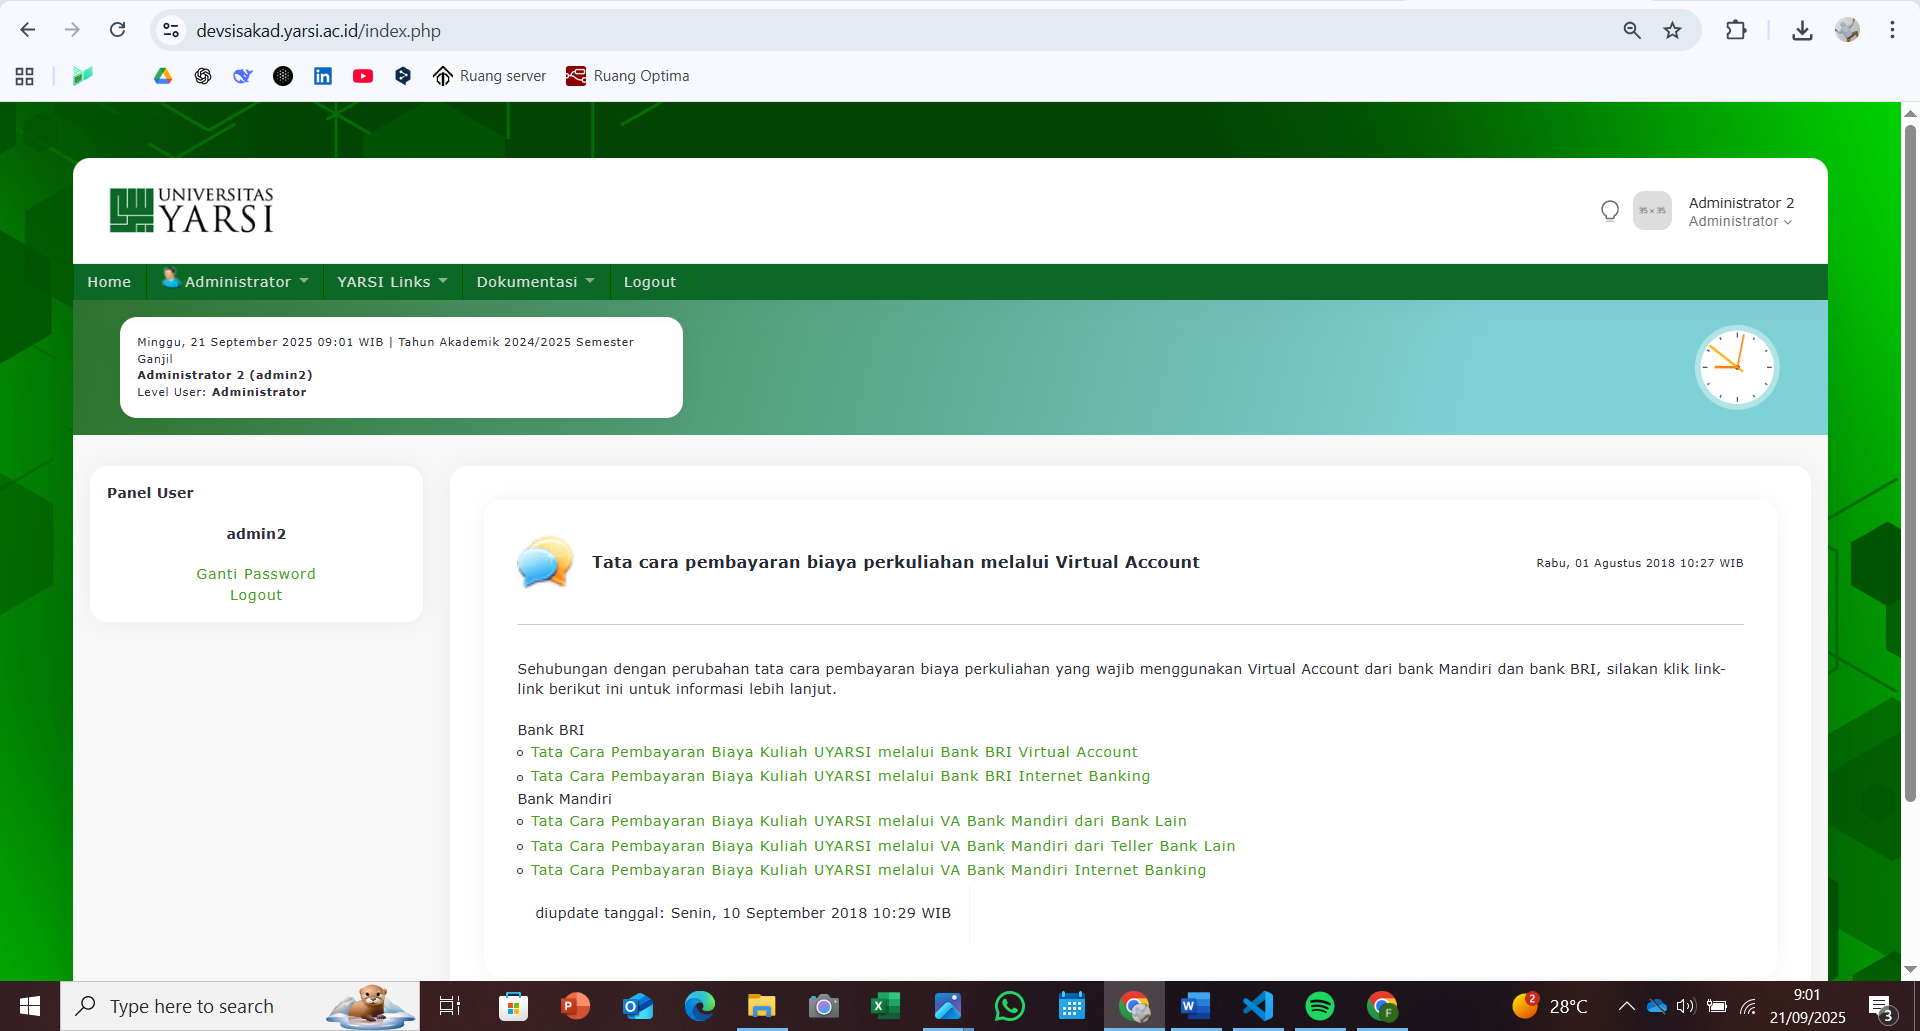 devsisakad.yarsi.ac.id/index.php
Ruang server
Ruang Optima
UNIVERSITAS
YARSI
35 x 35
Administrator 2
Administrator
Home
Administrator
YARSI Links
Dokumentasi
Logout
Minggu, 21 September 2025 09:01 WIB | Tahun Akademik 2024/2025 Semester
Ganjil
Administrator 2 (admin2)
Level User: Administrator
Panel User
admin2
Ganti Password
Logout
Tata cara pembayaran biaya perkuliahan melalui Virtual Account
Rabu, 01 Agustus 2018 10:27 WIB
Sehubungan dengan perubahan tata cara pembayaran biaya perkuliahan yang wajib menggunakan Virtual Account dari bank Mandiri dan bank BRI, silakan klik link-
link berikut ini untuk informasi lebih lanjut.
Bank BRI
Tata Cara Pembayaran Biaya Kuliah UYARSI melalui Bank BRI Virtual Account
Tata Cara Pembayaran Biaya Kuliah UYARSI melalui Bank BRI Internet Banking
Bank Mandiri
Tata Cara Pembayaran Biaya Kuliah UYARSI melalui VA Bank Mandiri dari Bank Lain
Tata Cara Pembayaran Biaya Kuliah UYARSI melalui VA Bank Mandiri dari Teller Bank Lain
Tata Cara Pembayaran Biaya Kuliah UYARSI melalui VA Bank Mandiri Internet Banking
diupdate tanggal: Senin, 10 September 2018 10:29 WIB
Type here to search
2
28°C
9:01
21/09/2025
3